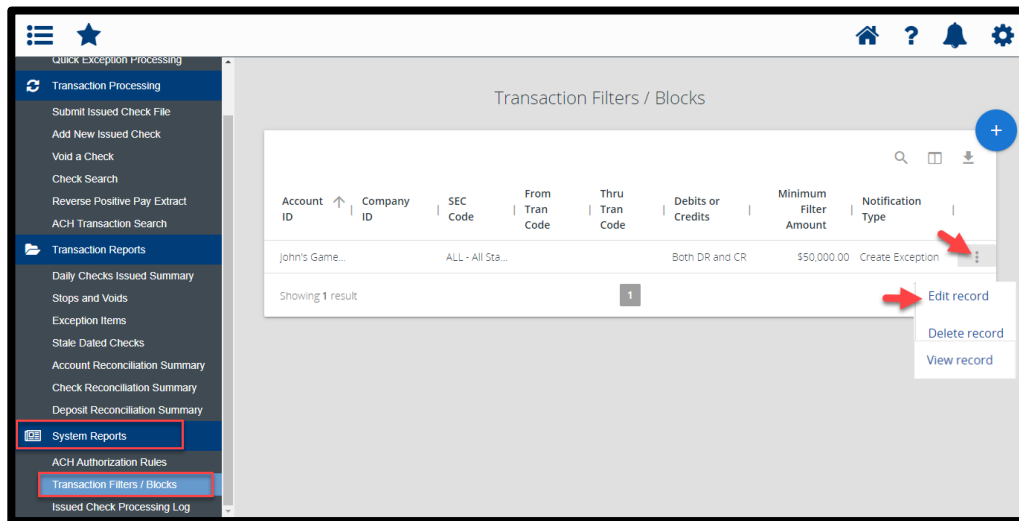 ?
Quick Exception Processing
Transaction Processing
Submit Issued Check File
Add New Issued Check
Void a Check
Check Search
Reverse Positive Pay Extract
ACH Transaction Search
Transaction Reports
Daily Checks Issued Summary
Stops and Voids
Exception Items
Stale Dated Checks
Account Reconciliation Summary
Check Reconciliation Summary
Deposit Reconciliation Summary
System Reports
ACH Authorization Rules
Transaction Filters / Blocks
Issued Check Processing Log
Transaction Filters / Blocks
+
Account
ID
Company
ID
SEC
Code
From
Tran
Code
Thru
Tran
Code
Debits or
Credits
Minimum
Filter
Amount
Notification
Type
John's Game...
ALL - All Sta...
Both DR and CR
$50,000.00
Create Exception
Showing 1 result
1
Edit record
Delete record
View record